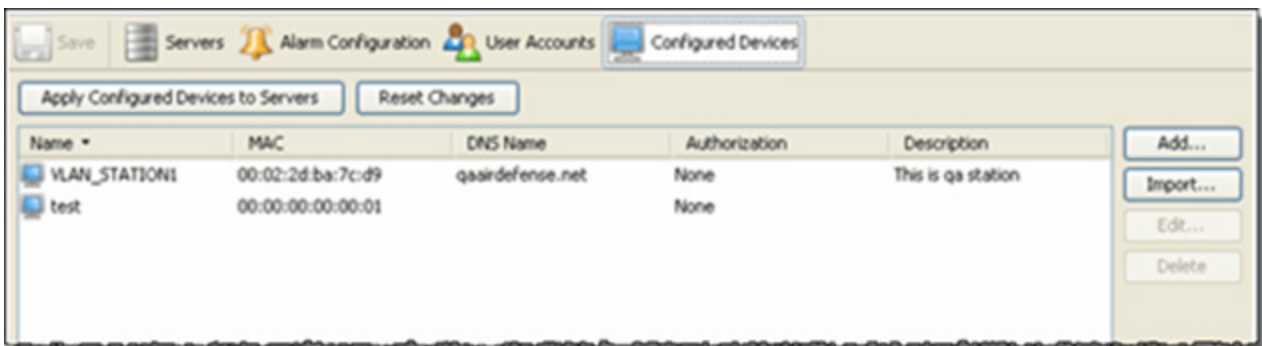 Save Servers Alarm Configuration User Accounts Configured Devices
Apply Configured Devices to Servers Reset Changes
Name MAC DNS Name Authorization Description Add...
VLAN_STATION1 00:02:2d:ba:7c:d9 qaairdefense.net None This is qa station Import...
test 00:00:00:00:00:01 None
Edit...
Delete